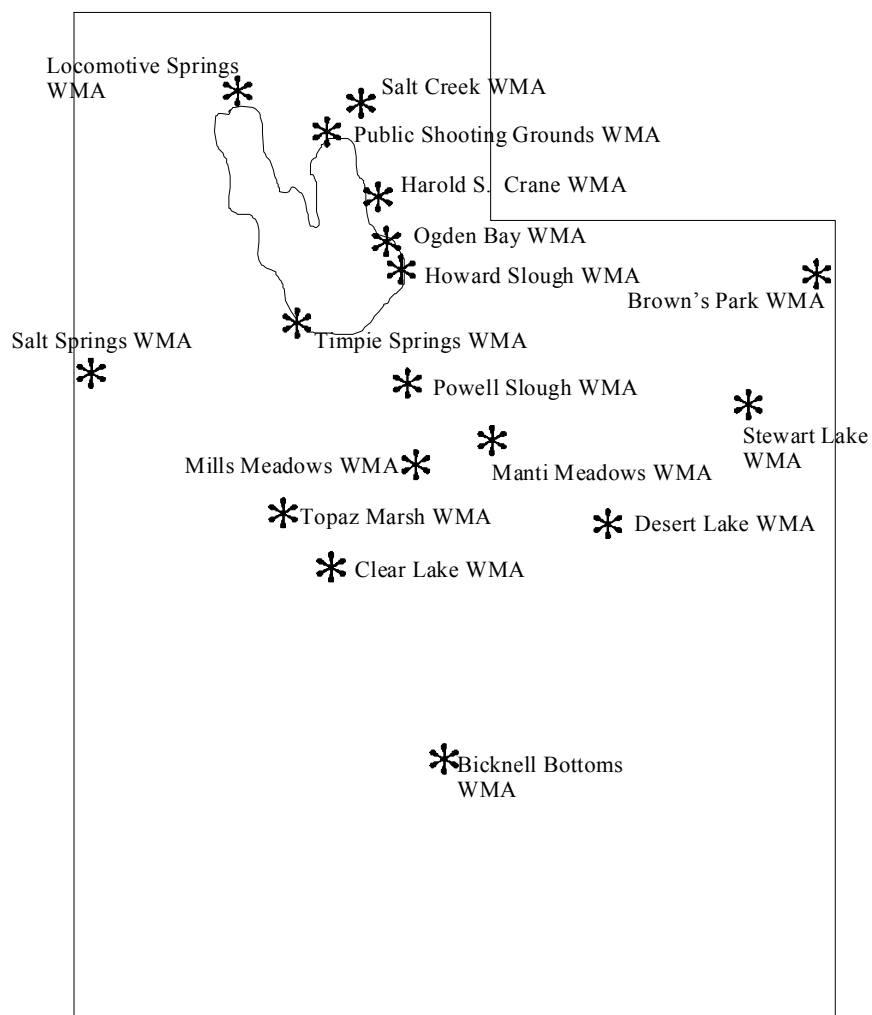 Locomotive Springs
WMA
Salt Creek WMA
Public Shooting Grounds WMA
Harold S. Crane WMA
Ogden Bay WMA
Howard Slough WMA
Brown's Park WMA
Salt Springs WMA
Timpie Springs WMA
Powell Slough WMA
Stewart Lake
WMA
Mills Meadows WMA
Manti Meadows WMA
Topaz Marsh WMA
Desert Lake WMA
Clear Lake WMA
Bicknell Bottoms
WMA